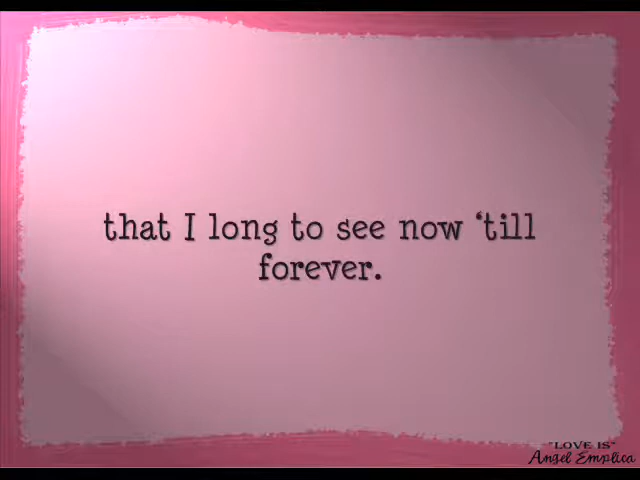 that I long to see now ‘till
forever.
"LOVE IS"
Angel Emplica